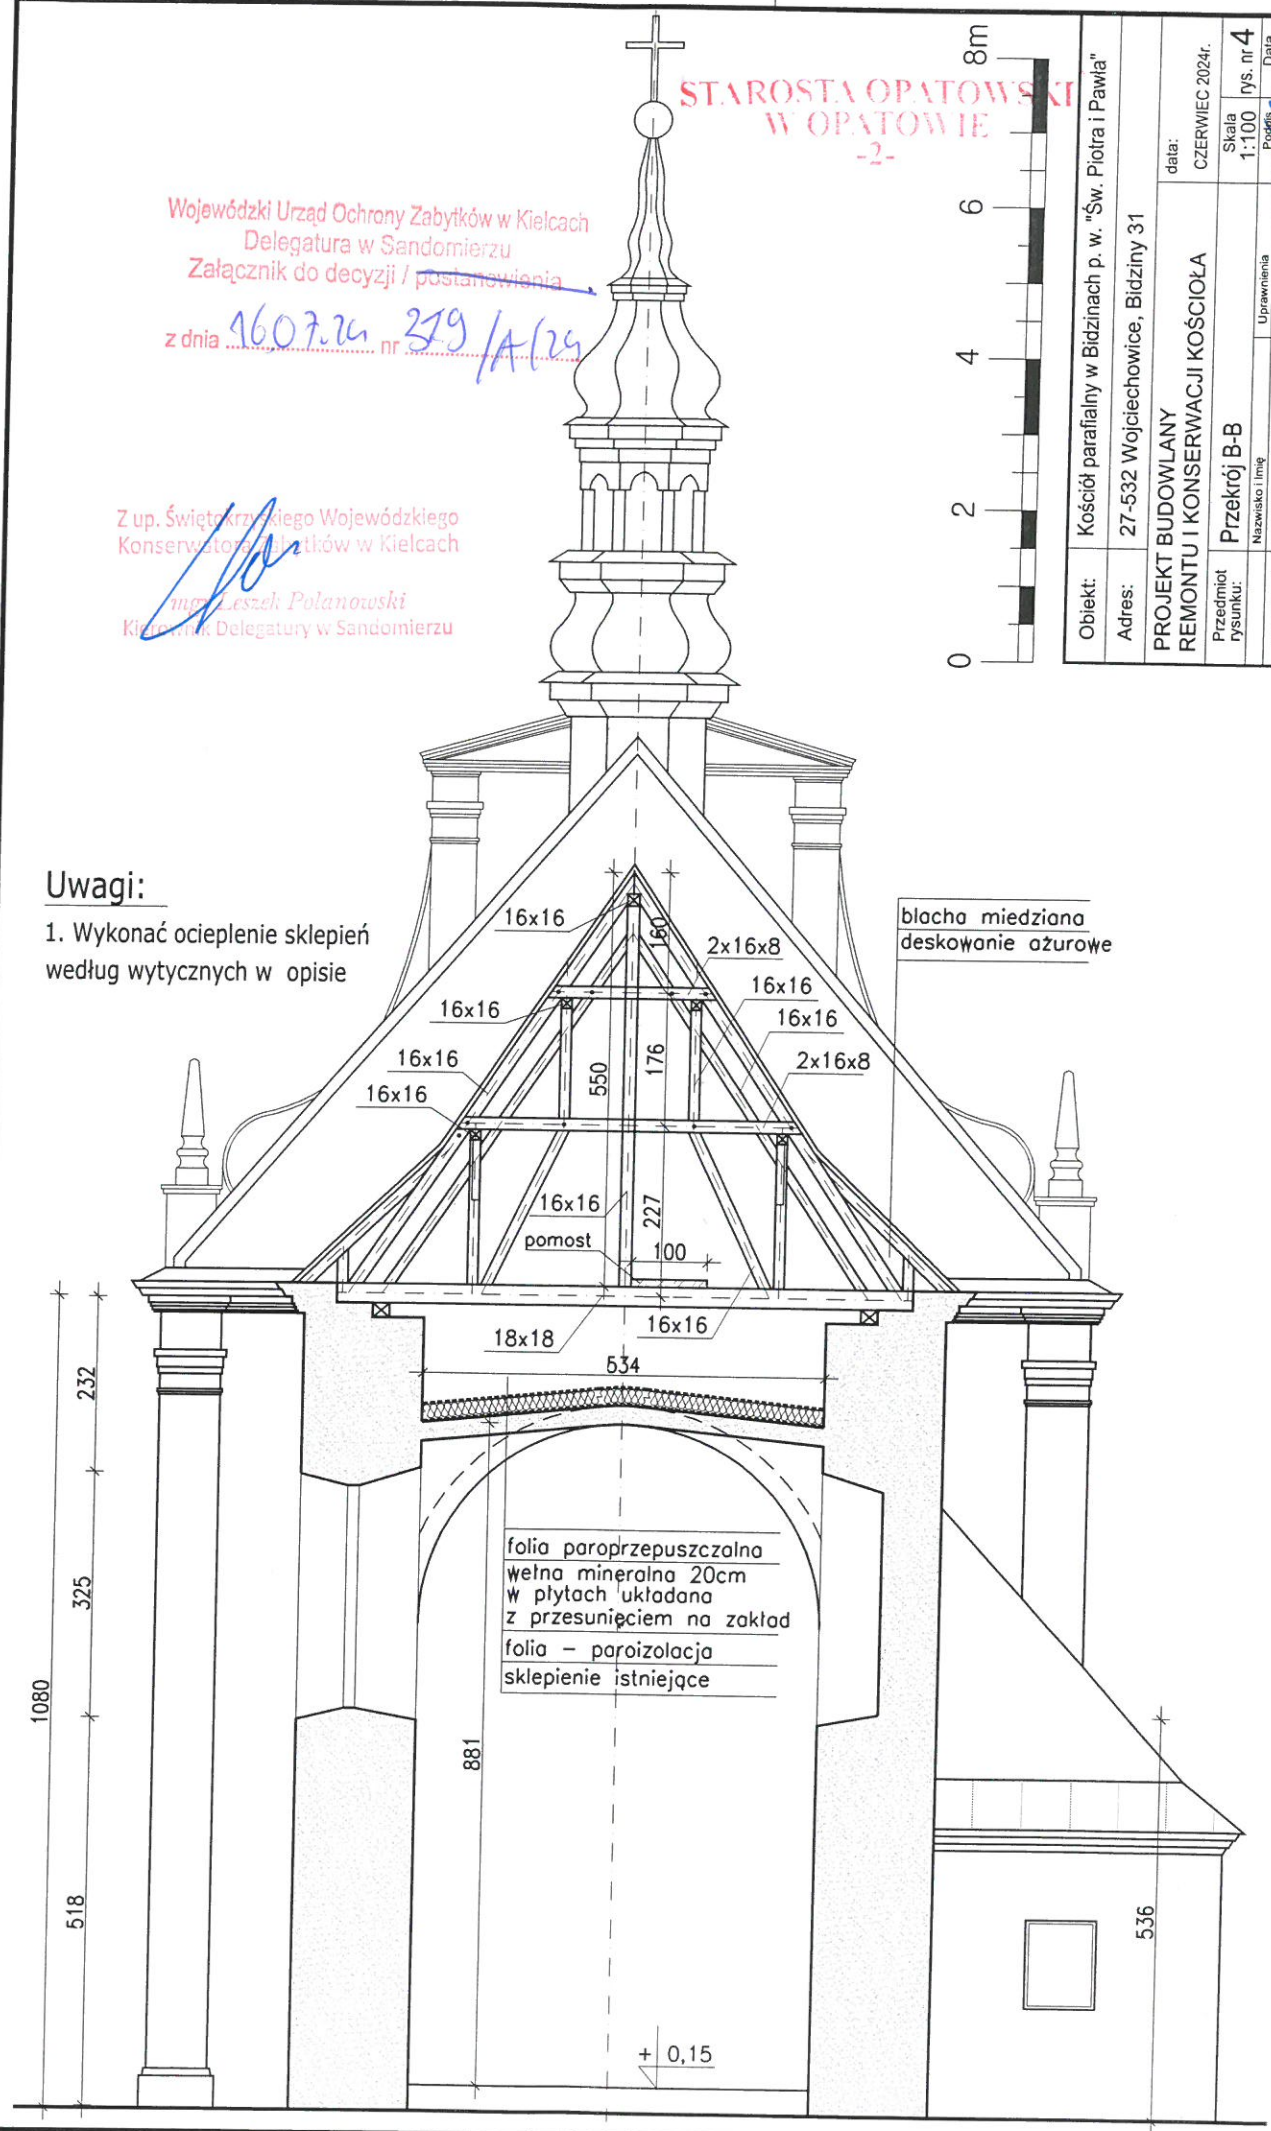 STAROSTA OPATOWSKI
W OPATOWIE
-2-
Wojewódzki Urząd Ochrony Zabytków w Kielcach
Delegatura w Sandomierzu
Załącznik do decyzji / postanowienia
z dnia 16.07.24 nr 319/A/24
Z up. Świętokrzyskiego Wojewódzkiego
Konserwatora Zabytków w Kielcach
mgr Leszek Polanowski
Kierownik Delegatury w Sandomierzu
8m
6
4
2
0
Obiekt: Kościół parafialny w Bidzinach p. w. "Św. Piotra i Pawła"
Adres: 27-532 Wojciechowice, Bidziny 31
PROJEKT BUDOWLANY
REMONTU I KONSERWACJI KOŚCIOŁA
data:
CZERWIEC 2024r.
Przedmiot
rysunku:
Przekrój B-B
Skala
1:100
rys. nr 4
Nazwisko i Imię
Uprawnienia
Podpis
Data
Uwagi:
1. Wykonać ocieplenie sklepień
według wytycznych w opisie
blacha miedziana
deskowanie ażurowe
16x16
160
2x16x8
16x16
16x16
16x16
550
176
16x16
2x16x8
16x16
16x16
227
pomost
100
18x18
16x16
534
232
folia paroprzepuszczalna
wełna mineralna 20cm
w płytach układana
z przesunięciem na zakład
folia – paroizolacja
sklepienie istniejące
325
1080
881
518
536
+ 0,15